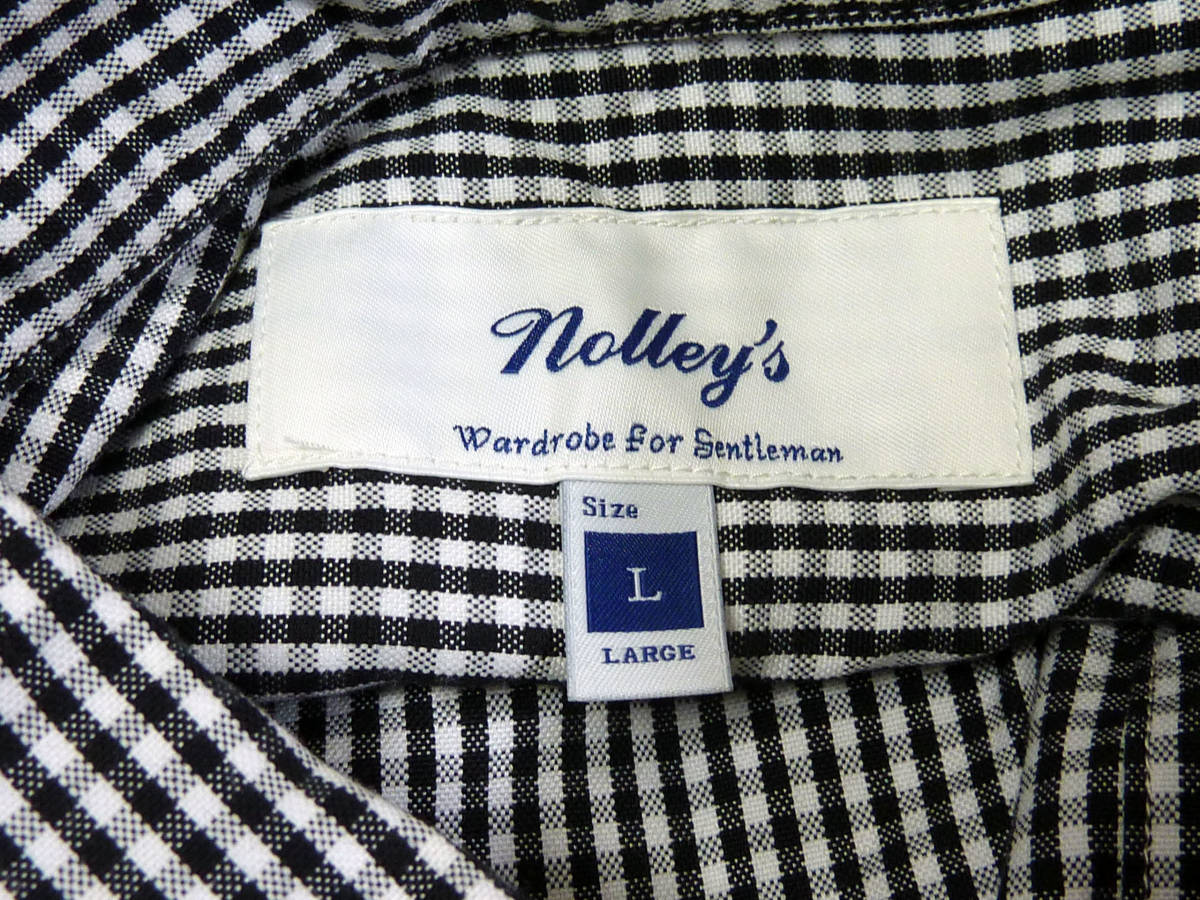 Nolley's
Wardrobe for Gentleman
Size
L
LARGE